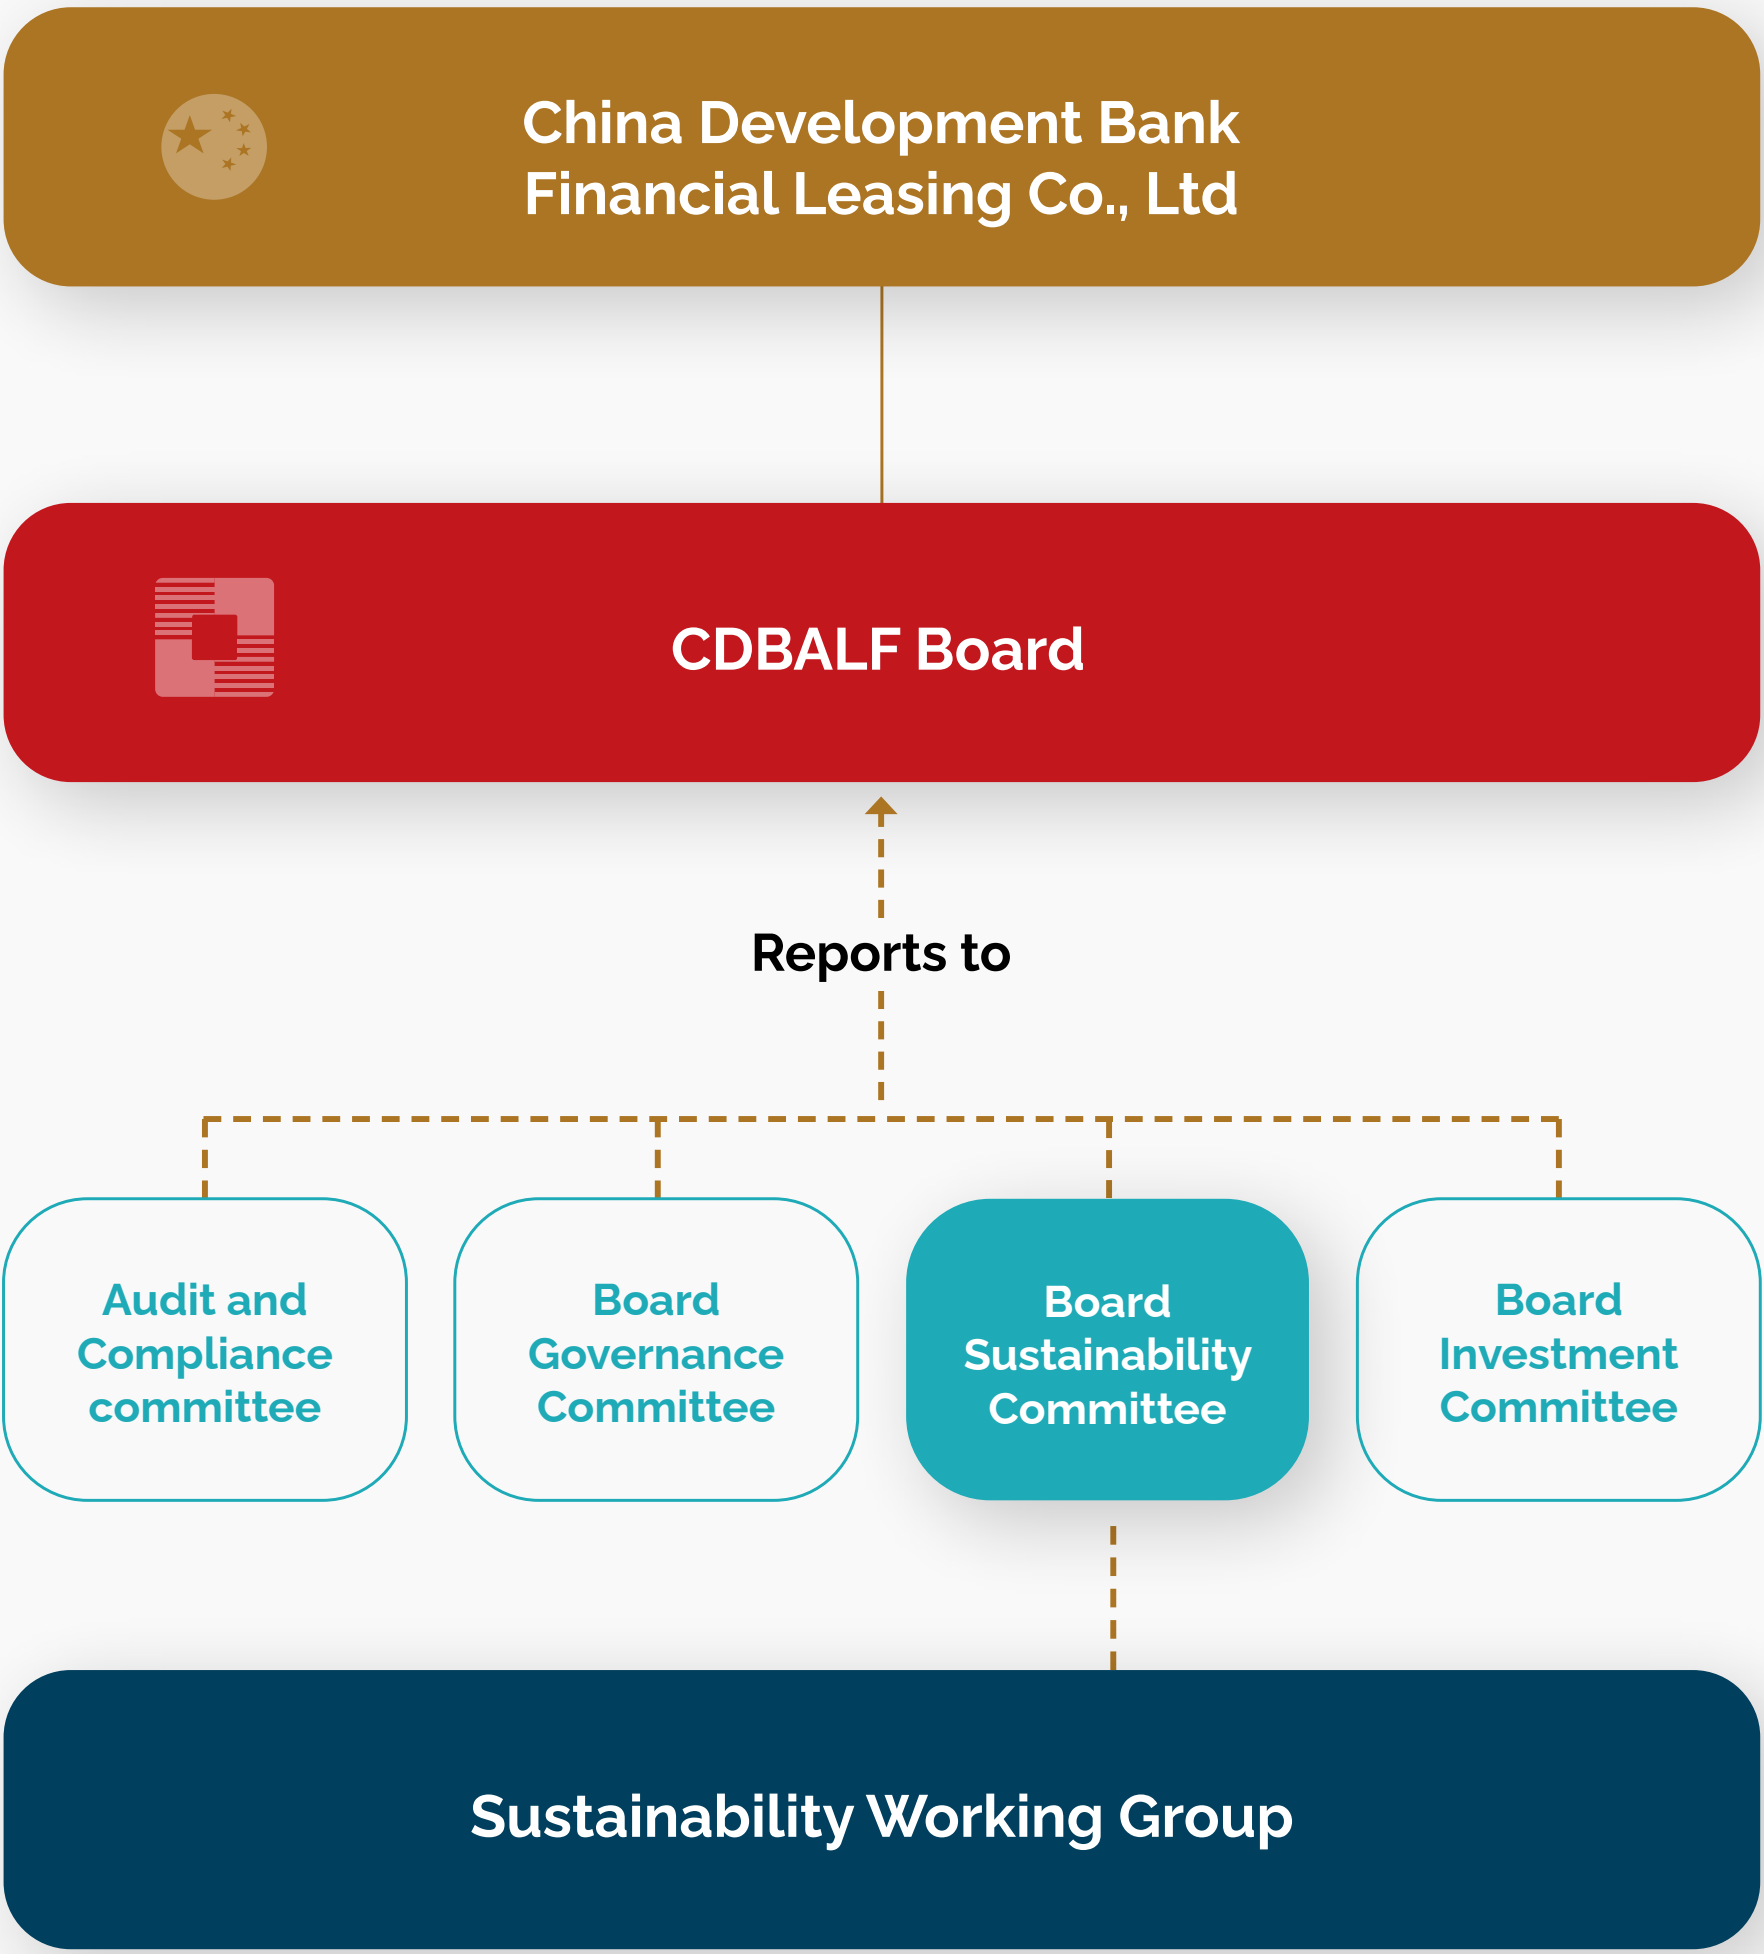 China Development Bank
Financial Leasing Co., Ltd
CDBALF Board
Reports to
Audit and
Compliance
committee
Board
Governance
Committee
Board
Sustainability
Committee
Board
Investment
Committee
Sustainability Working Group